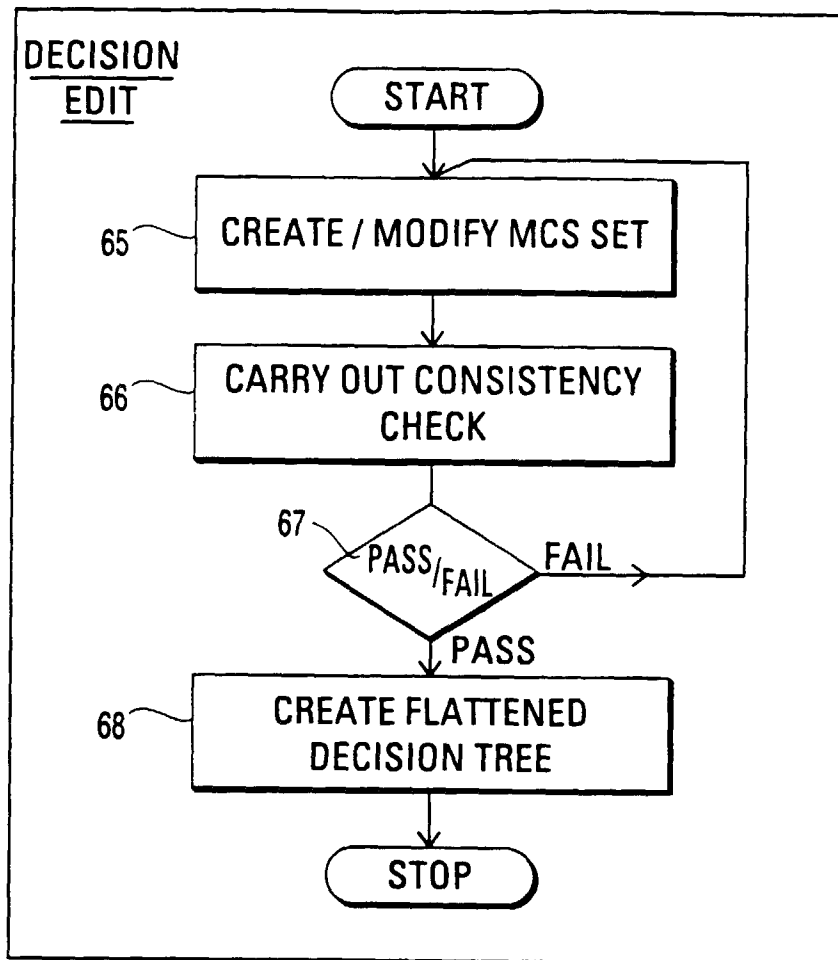 DECISION
EDIT
START
65
CREATE / MODIFY MCS SET
66
CARRY OUT CONSISTENCY
CHECK
67
PASS/FAIL
FAIL
PASS
68
CREATE FLATTENED
DECISION TREE
STOP